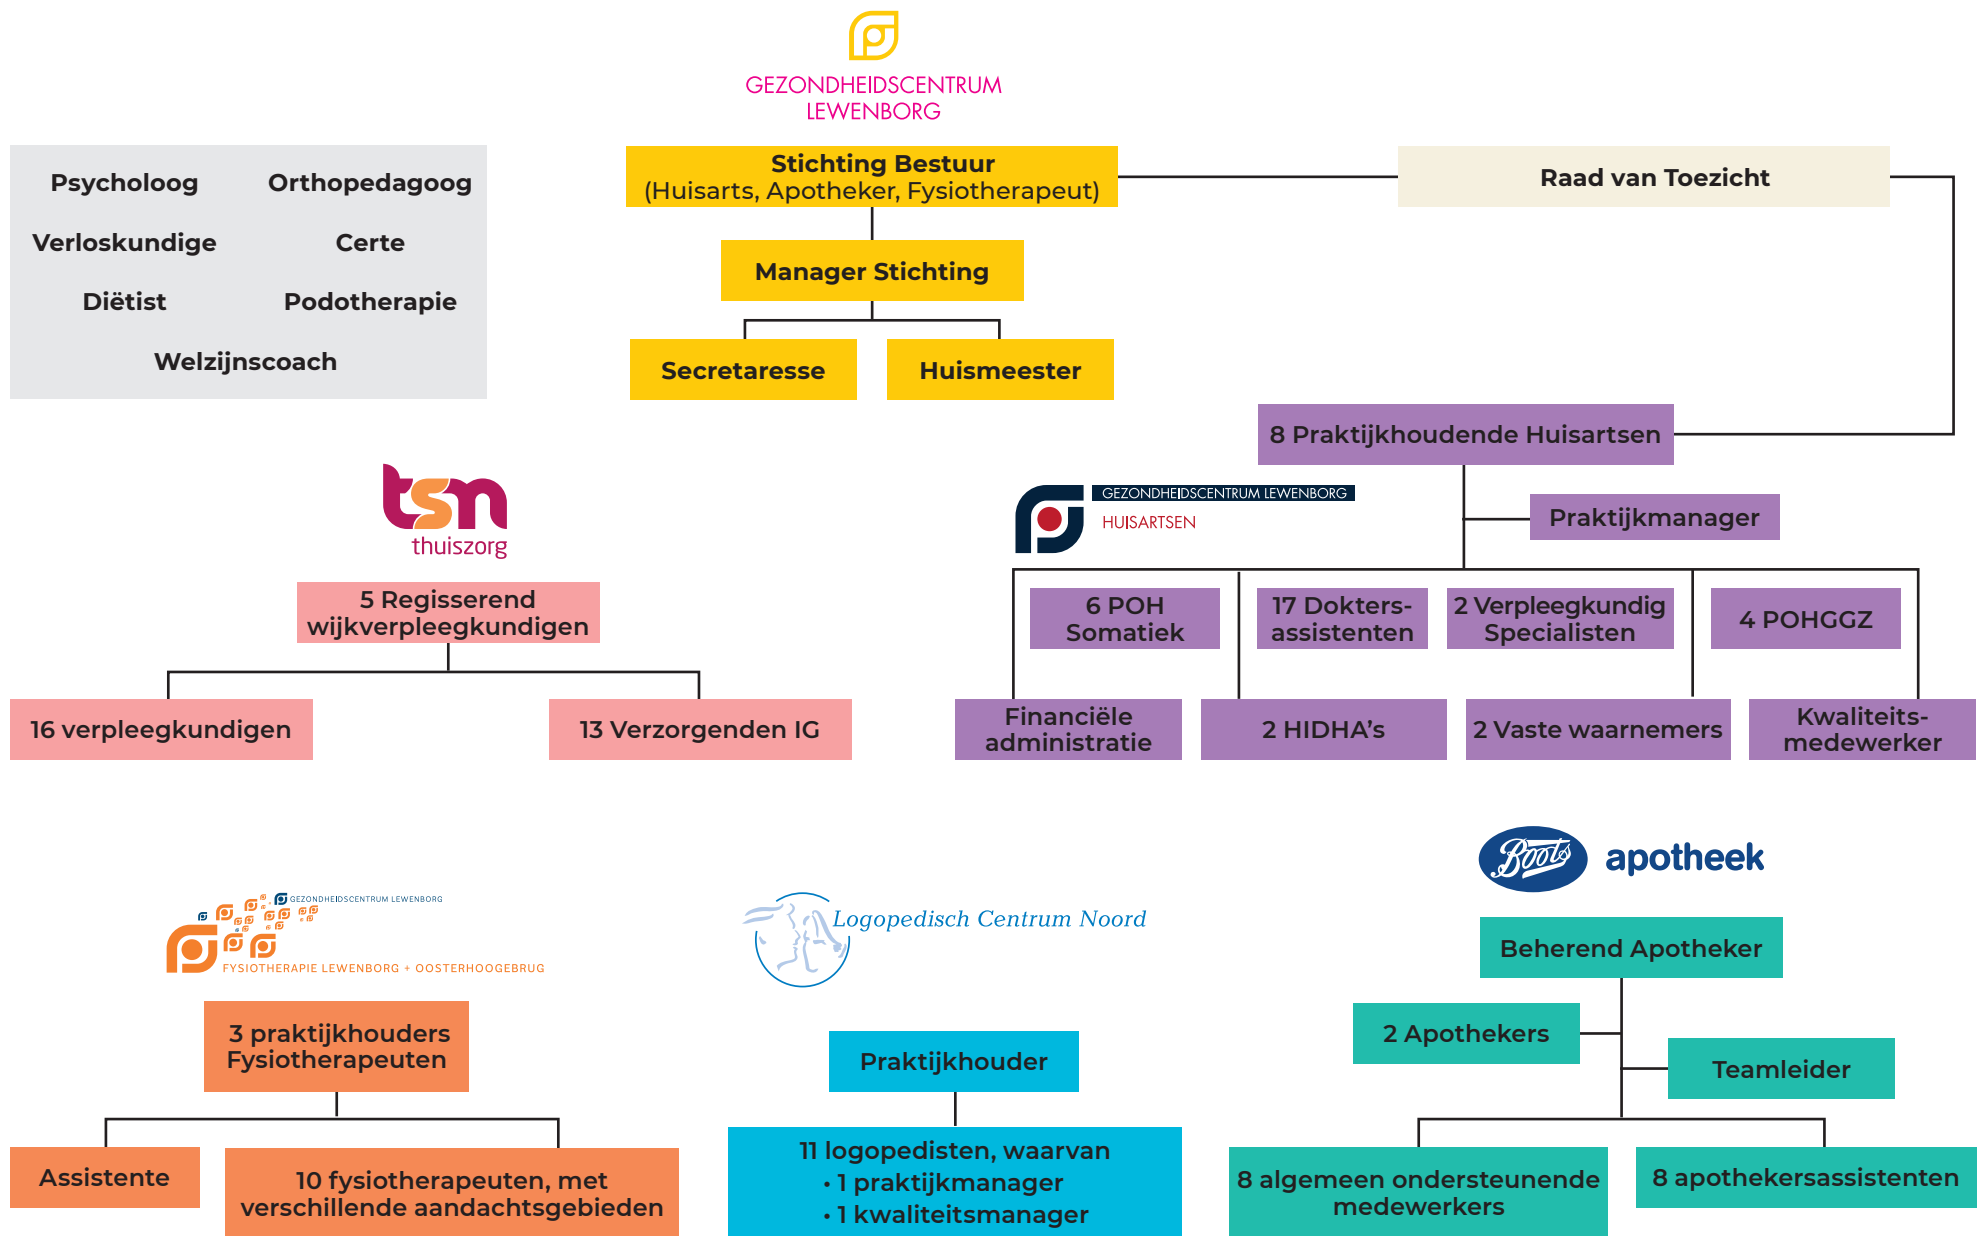 GEZONDHEIDSCENTRUM
LEWENBORG
Psycholoog
Orthopedagoog
Verloskundige
Certe
Diëtist
Podotherapie
Welzijnscoach
Stichting Bestuur
(Huisarts, Apotheker, Fysiotherapeut)
Raad van Toezicht
Manager Stichting
Secretaresse
Huismeester
8 Praktijkhoudende Huisartsen
GEZONDHEIDSCENTRUM LEWENBORG
HUISARTSEN
Praktijkmanager
6 POH
Somatiek
17 Dokters-
assistenten
2 Verpleegkundig
Specialisten
4 POHGGZ
Financiële
administratie
2 HIDHA’s
2 Vaste waarnemers
Kwaliteits-
medewerker
tsn
thuiszorg
5 Regisserend
wijkverpleegkundigen
16 verpleegkundigen
13 Verzorgenden IG
GEZONDHEIDSCENTRUM LEWENBORG
FYSIOTHERAPIE LEWENBORG + OOSTERHOOGEBRUG
3 praktijkhouders
Fysiotherapeuten
Assistente
10 fysiotherapeuten, met
verschillende aandachtsgebieden
Logopedisch Centrum Noord
Praktijkhouder
11 logopedisten, waarvan
• 1 praktijkmanager
• 1 kwaliteitsmanager
Boots apotheek
Beherend Apotheker
2 Apothekers
Teamleider
8 algemeen ondersteunende
medewerkers
8 apothekersassistenten